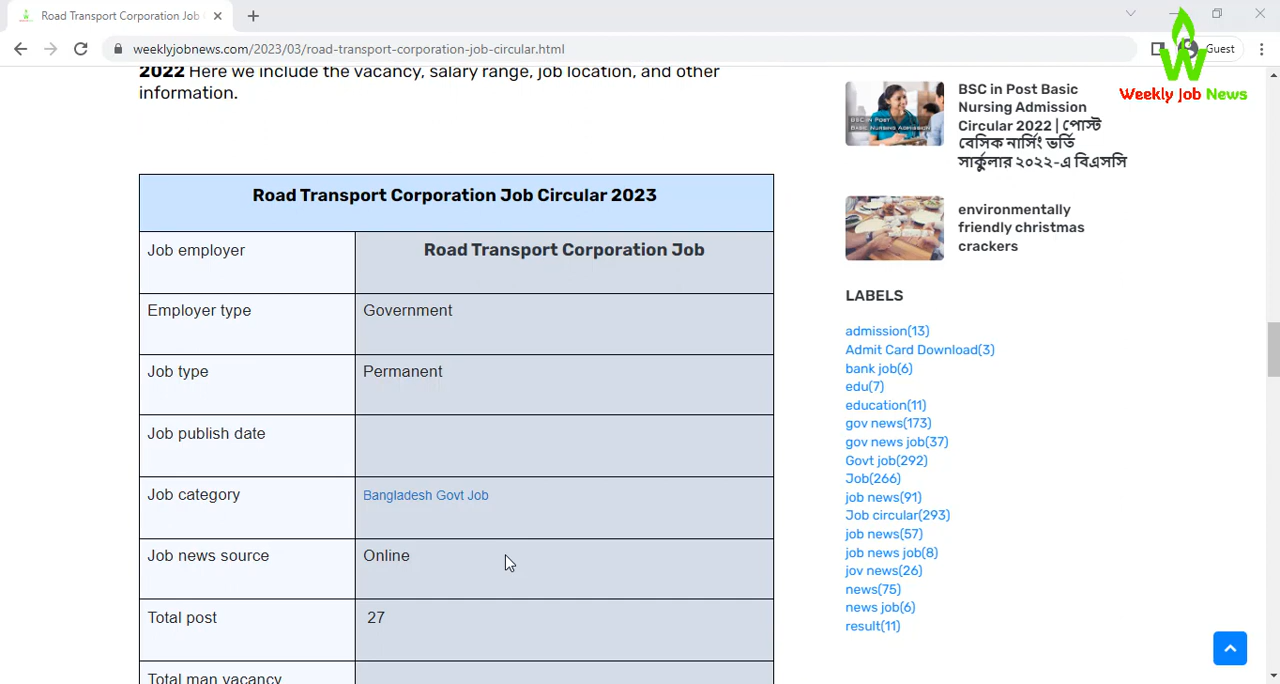 Road Transport Corporation Job C
weeklyjobnews.com/2023/03/road-transport-corporation-job-circular.html
Guest
W
Weekly Job News
2022 Here we include the vacancy, salary range, job location, and other
information.
Road Transport Corporation Job Circular 2023
Job employer
Road Transport Corporation Job
Employer type
Government
Job type
Permanent
Job publish date
Job category
Bangladesh Govt Job
Job news source
Online
Total post
27
Total man vacancy
BSC IN POST
BASIC NURSING ADMISSION
BSC in Post Basic
Nursing Admission
Circular 2022 | পোস্ট
বেসিক নার্সিং ভর্তি
সার্কুলার ২০২২-এ বিএসসি
environmentally
friendly christmas
crackers
LABELS
admission(13)
Admit Card Download(3)
bank job(6)
edu(7)
education(11)
gov news(173)
gov news job(37)
Govt job(292)
Job(266)
job news(91)
Job circular(293)
job news(57)
job news job(8)
jov news(26)
news(75)
news job(6)
result(11)